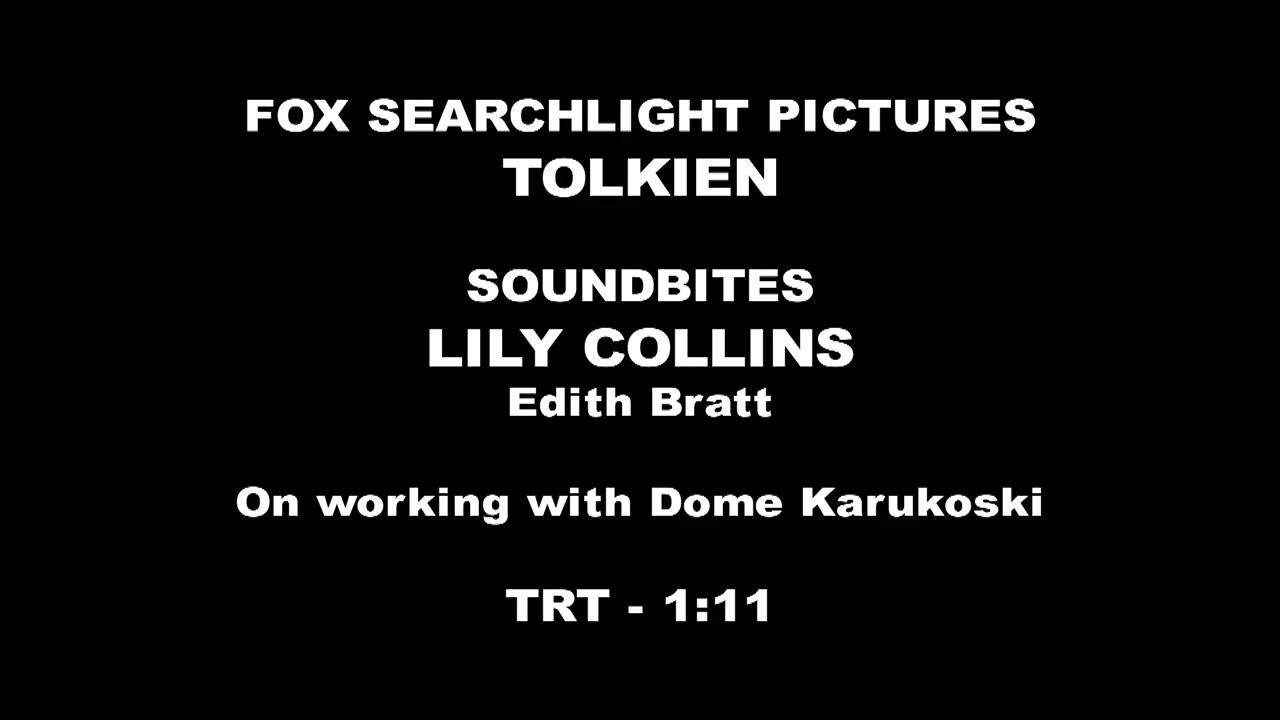 FOX SEARCHLIGHT PICTURES
TOLKIEN
SOUNDBITES
LILY COLLINS
Edith Bratt
On working with Dome Karukoski
TRT - 1:11